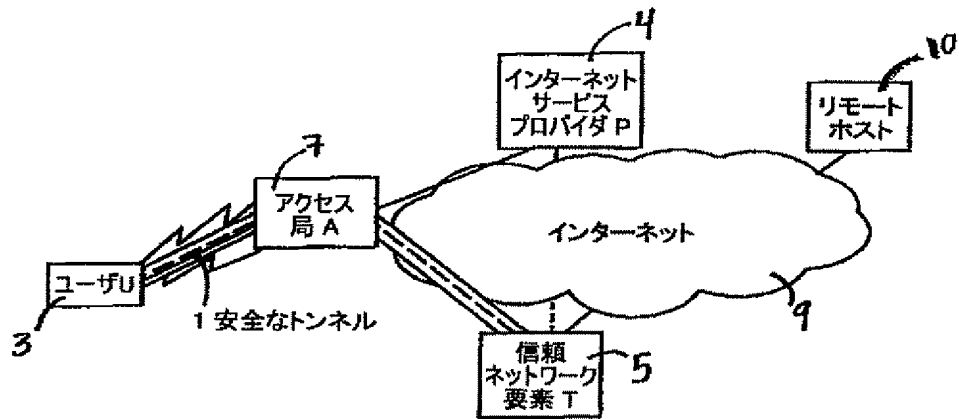 4
インターネット
サービス
プロバイダ P
10
リモート
ホスト
7
アクセス
局 A
インターネット
ユーザU
3
1 安全なトンネル
9
信頼
ネットワーク
要素 T
5